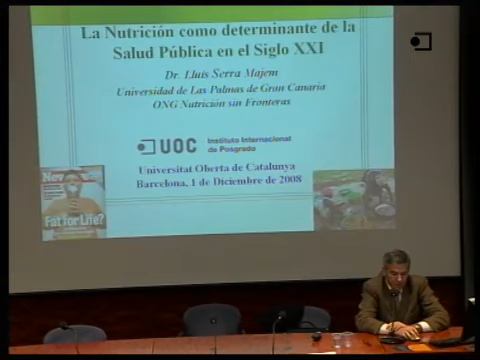 La Nutrición como determinante de la
Salud Pública en el Siglo XXI
Dr. Lluís Serra Majem
Universidad de Las Palmas de Gran Canaria
ONG Nutrición sin Fronteras
UOC
Instituto Internacional
de Posgrado
Universitat Oberta de Catalunya
Barcelona, 1 de Diciembre de 2008
Fat for Life?